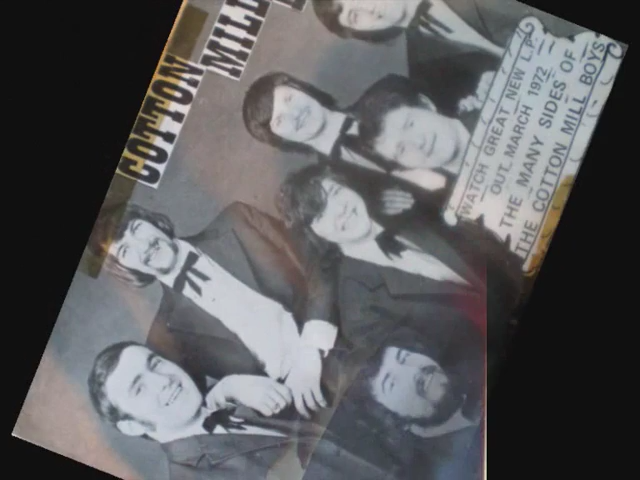 COTTON
MILL
WATCH GREAT NEW L.P.
OUT MARCH 1972
THE MANY SIDES OF
THE COTTON MILL BOYS